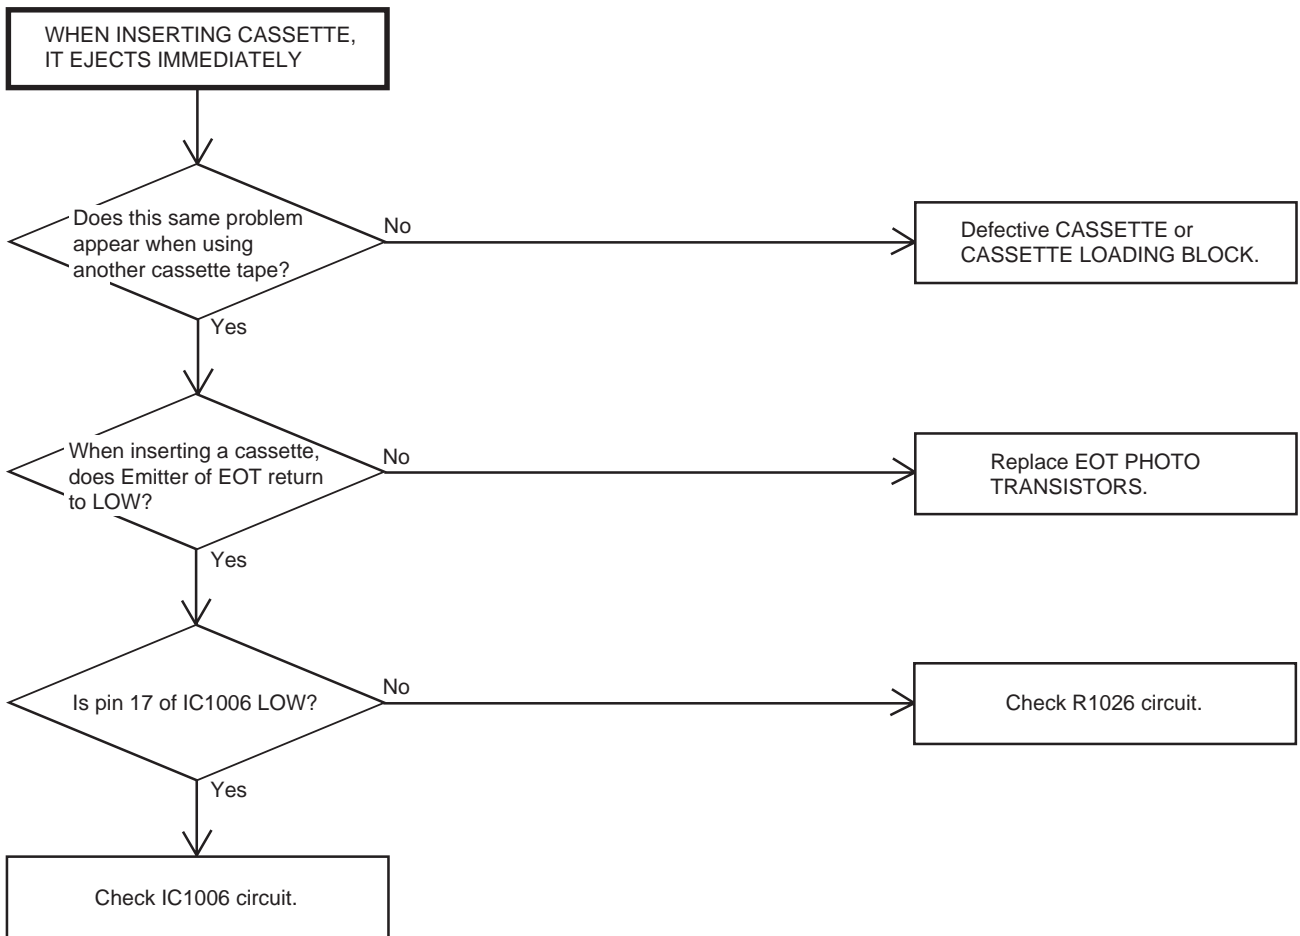 WHEN INSERTING CASSETTE,
IT EJECTS IMMEDIATELY
Does this same problem
appear when using
another cassette tape?
No
Defective CASSETTE or
CASSETTE LOADING BLOCK.
Yes
When inserting a cassette,
does Emitter of EOT return
to LOW?
No
Replace EOT PHOTO
TRANSISTORS.
Yes
Is pin 17 of IC1006 LOW?
No
Check R1026 circuit.
Yes
Check IC1006 circuit.